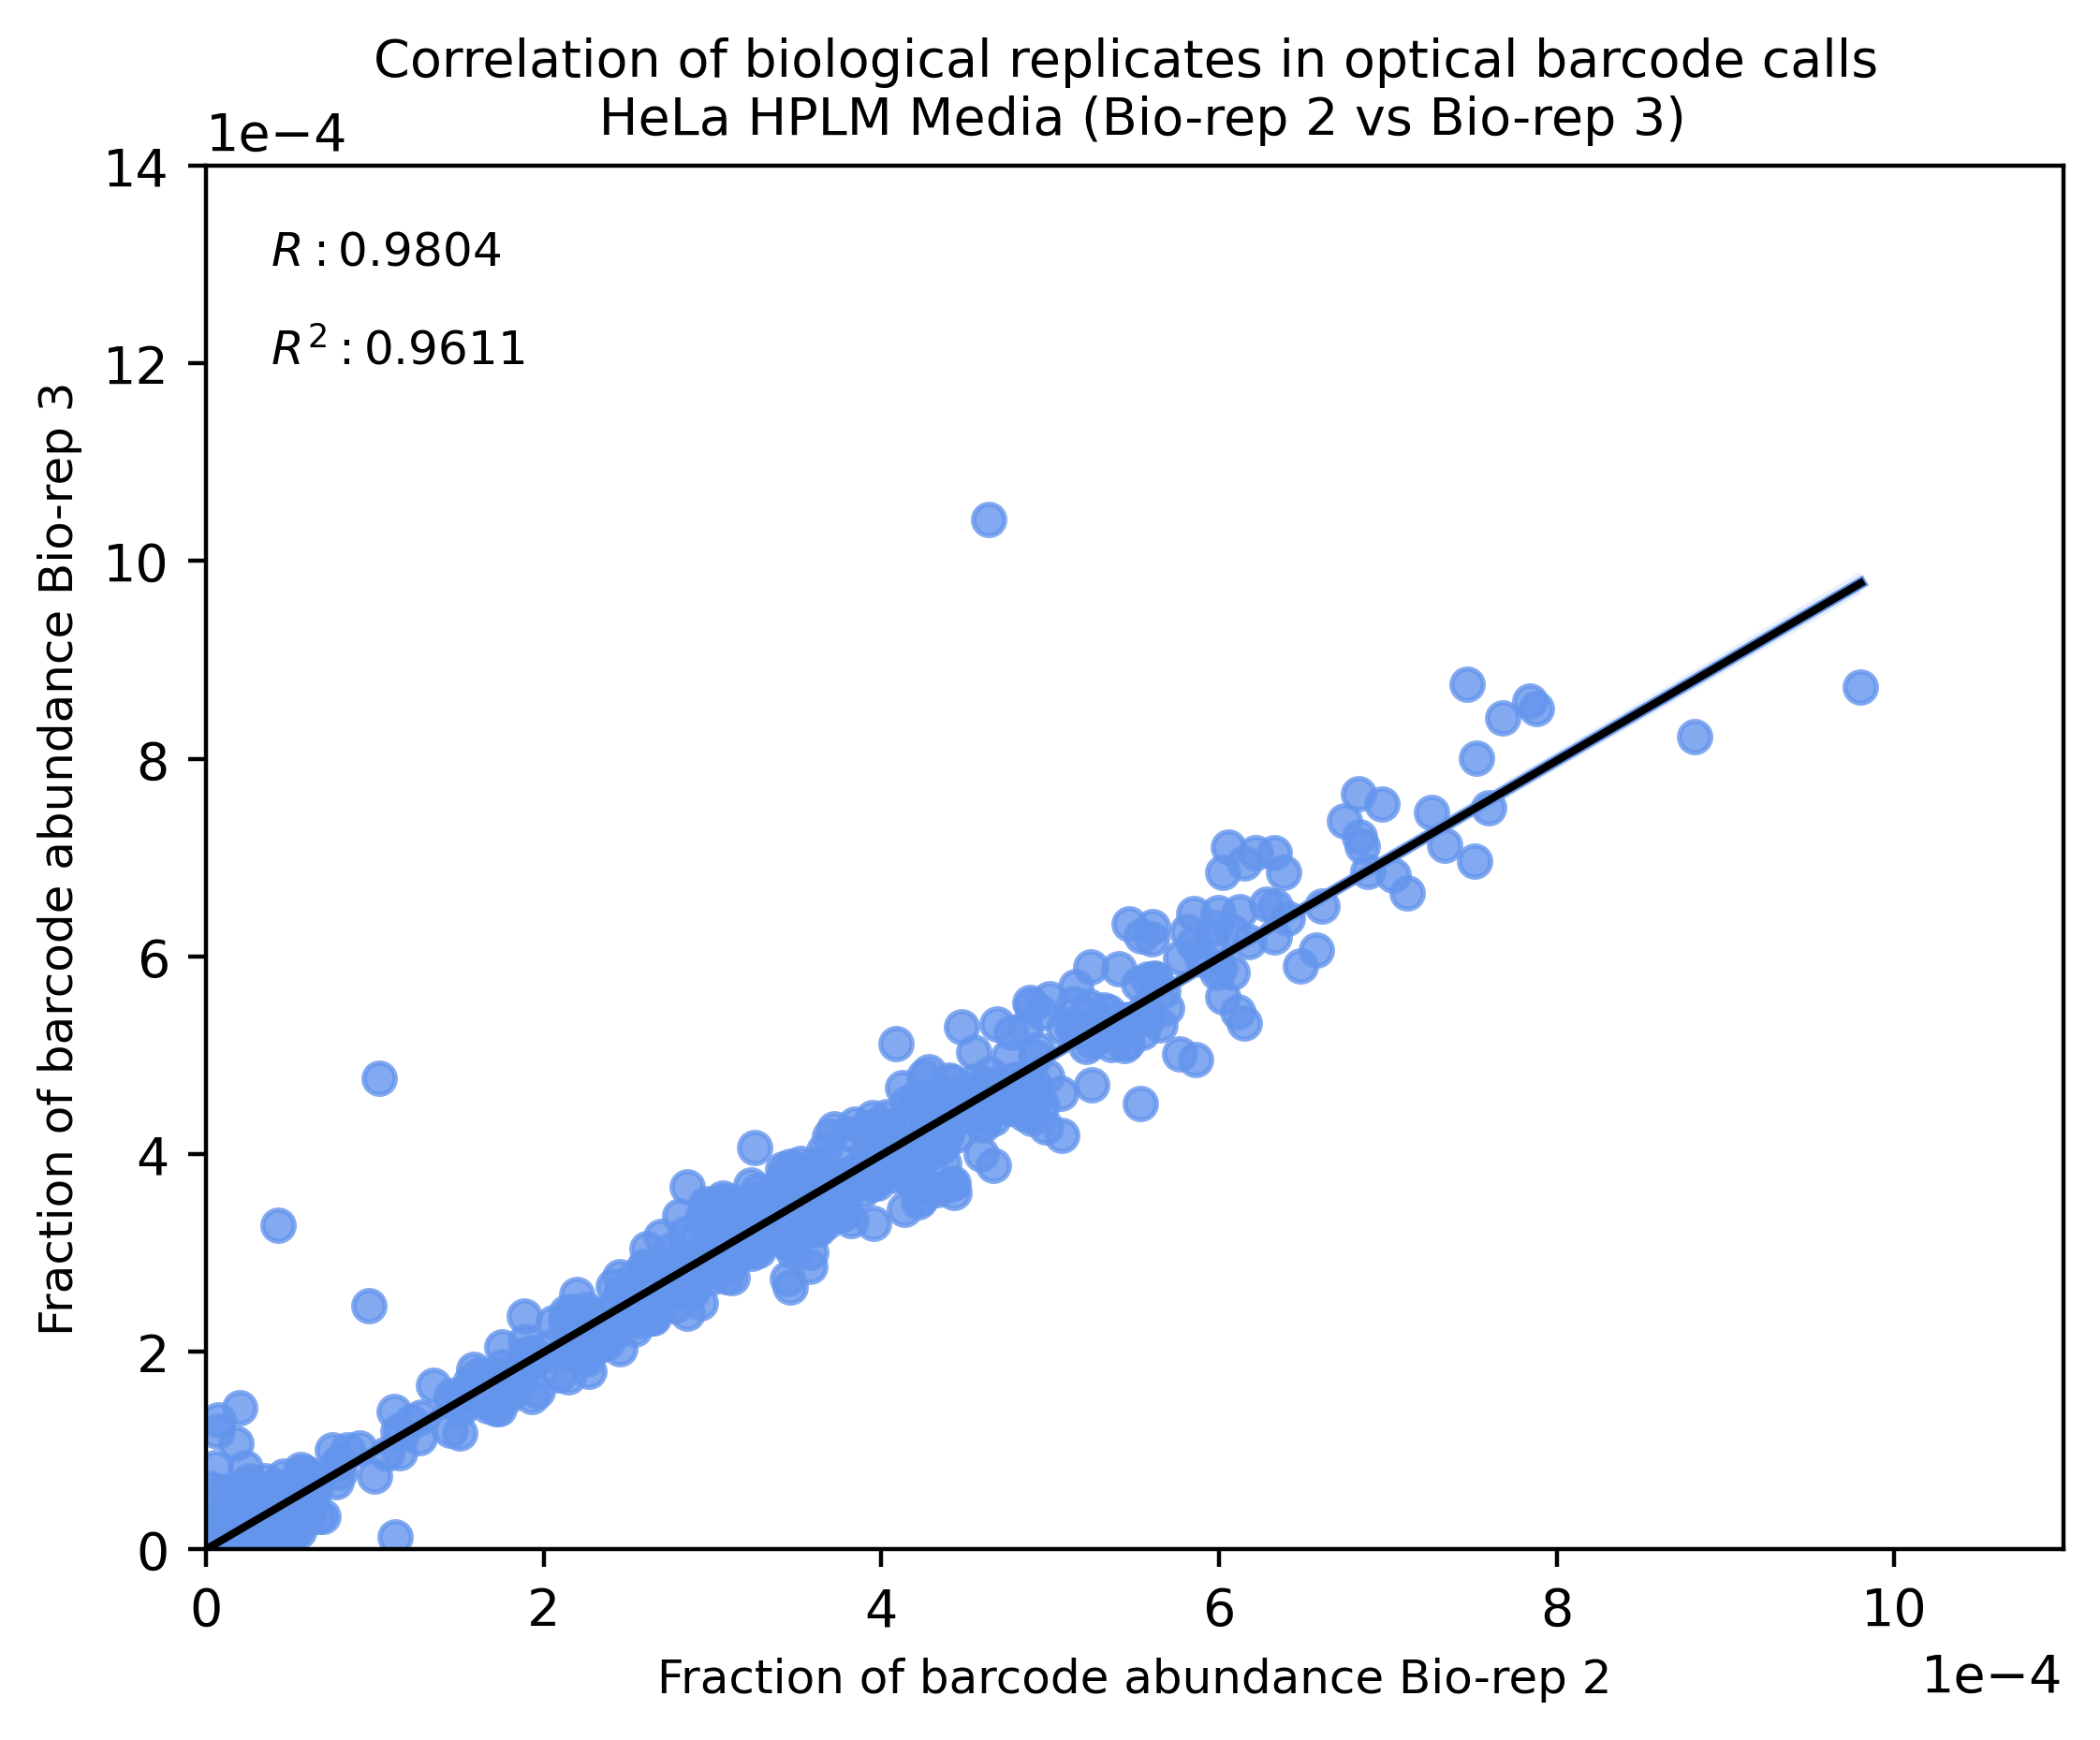 Correlation of biological replicates in optical barcode calls
HeLa HPLM Media (Bio-rep 2 vs Bio-rep 3)
1e−4
14
12
10
8
6
4
2
0
R : 0.9804
R² : 0.9611
Fraction of barcode abundance Bio-rep 3
0 2 4 6 8 10
Fraction of barcode abundance Bio-rep 2
1e−4